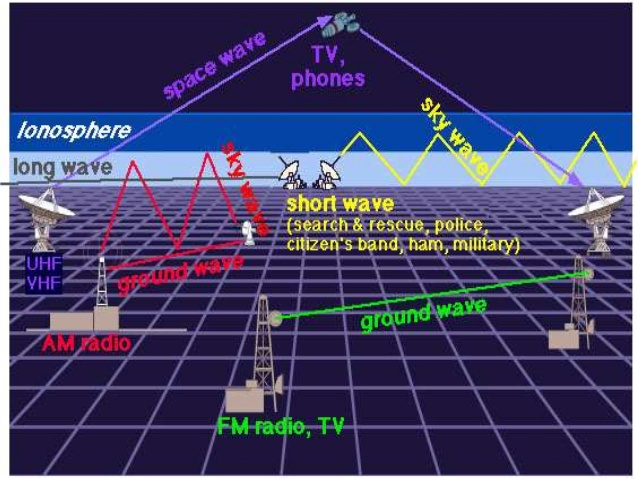 space wave
TV,
phones
Ionosphere
sky wave
long wave
sky wave
short wave
(search & rescue, police,
citizen's band, ham, military)
UHF
VHF
ground wave
ground wave
AM radio
FM radio, TV